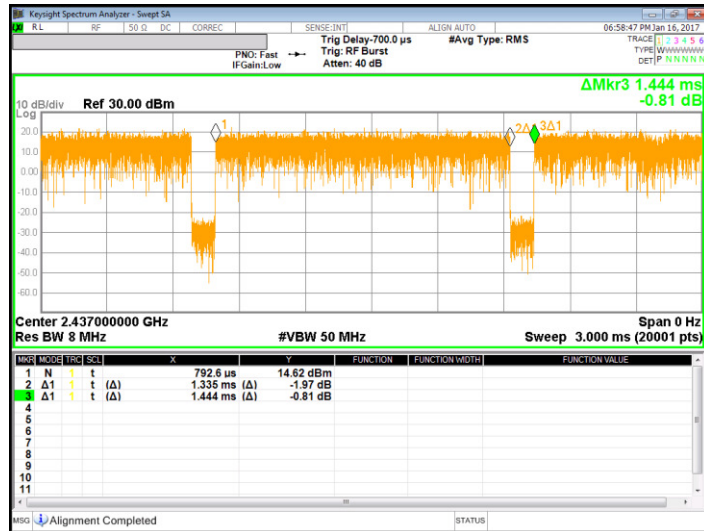 Keysight Spectrum Analyzer - Swept SA
RL RF 50 Ω DC CORREC SENSE:INT ALIGN AUTO 06:58:47 PM Jan 16, 2017
Trig Delay-700.0 µs #Avg Type: RMS TRACE 1 2 3 4 5 6
PNO: Fast Trig: RF Burst TYPE W
IFGain:Low Atten: 40 dB DET P N N N N N
ΔMkr3 1.444 ms
-0.81 dB
10 dB/div Ref 30.00 dBm
Log
1 2Δ 3Δ1
20.0
10.0
0.00
-10.0
-20.0
-30.0
-40.0
-50.0
-60.0
Center 2.437000000 GHz Span 0 Hz
Res BW 8 MHz #VBW 50 MHz Sweep 3.000 ms (20001 pts)
MKR MODE TRC SCL X Y FUNCTION FUNCTION WIDTH FUNCTION VALUE
1 N 1 t 792.6 µs 14.62 dBm
2 Δ1 1 t (Δ) 1.335 ms (Δ) -1.97 dB
3 Δ1 1 t (Δ) 1.444 ms (Δ) -0.81 dB
4
5
6
7
8
9
10
11
MSG Alignment Completed STATUS